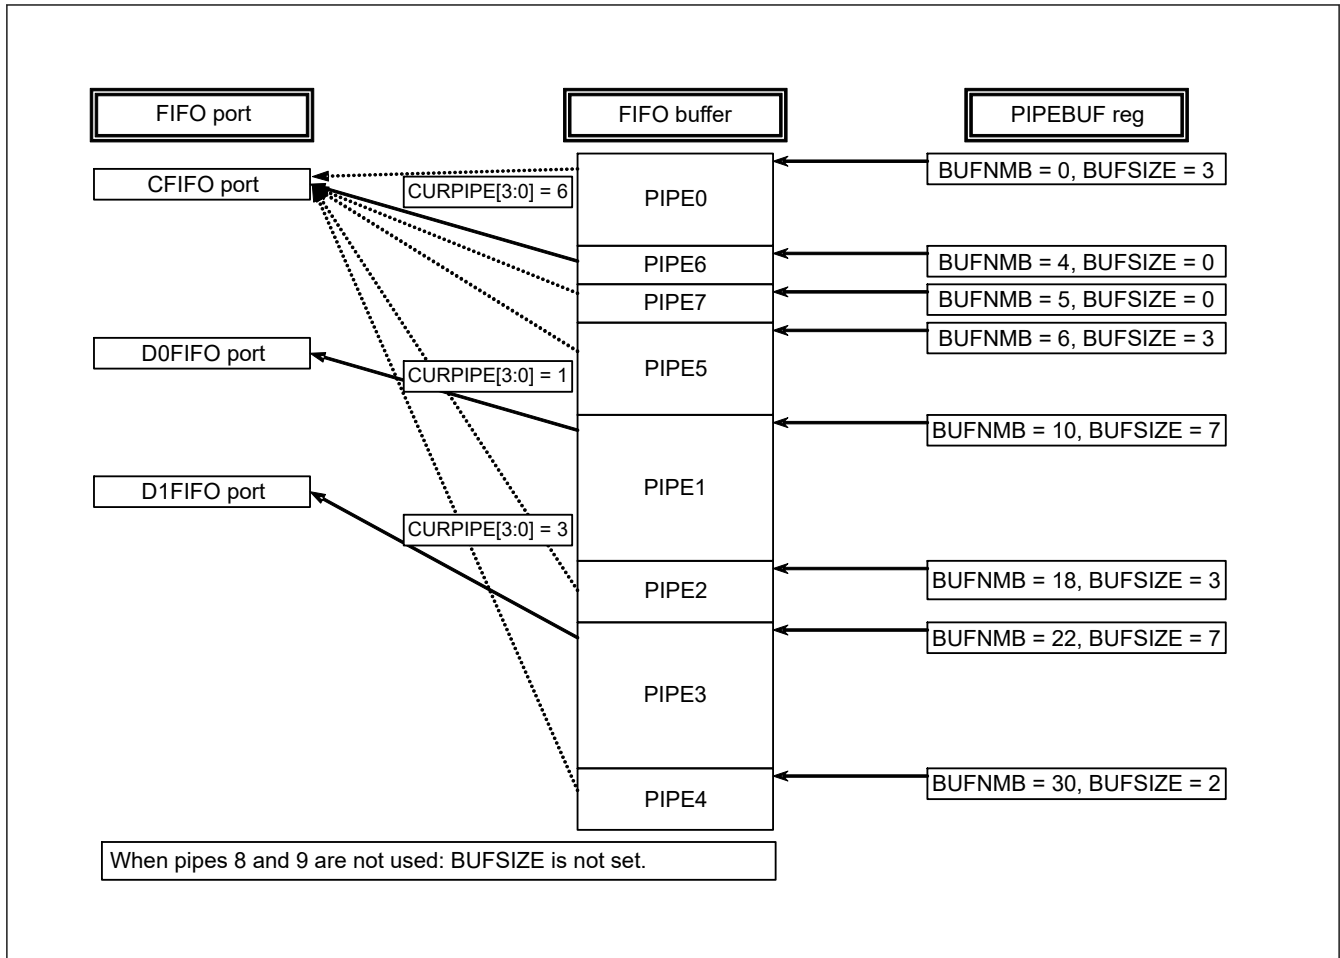 FIFO port
FIFO buffer
PIPEBUF reg
CFIFO port
CURPIPE[3:0] = 6
PIPE0
BUFNMB = 0, BUFSIZE = 3
PIPE6
BUFNMB = 4, BUFSIZE = 0
PIPE7
BUFNMB = 5, BUFSIZE = 0
D0FIFO port
CURPIPE[3:0] = 1
PIPE5
BUFNMB = 6, BUFSIZE = 3
BUFNMB = 10, BUFSIZE = 7
D1FIFO port
PIPE1
CURPIPE[3:0] = 3
PIPE2
BUFNMB = 18, BUFSIZE = 3
BUFNMB = 22, BUFSIZE = 7
PIPE3
PIPE4
BUFNMB = 30, BUFSIZE = 2
When pipes 8 and 9 are not used: BUFSIZE is not set.